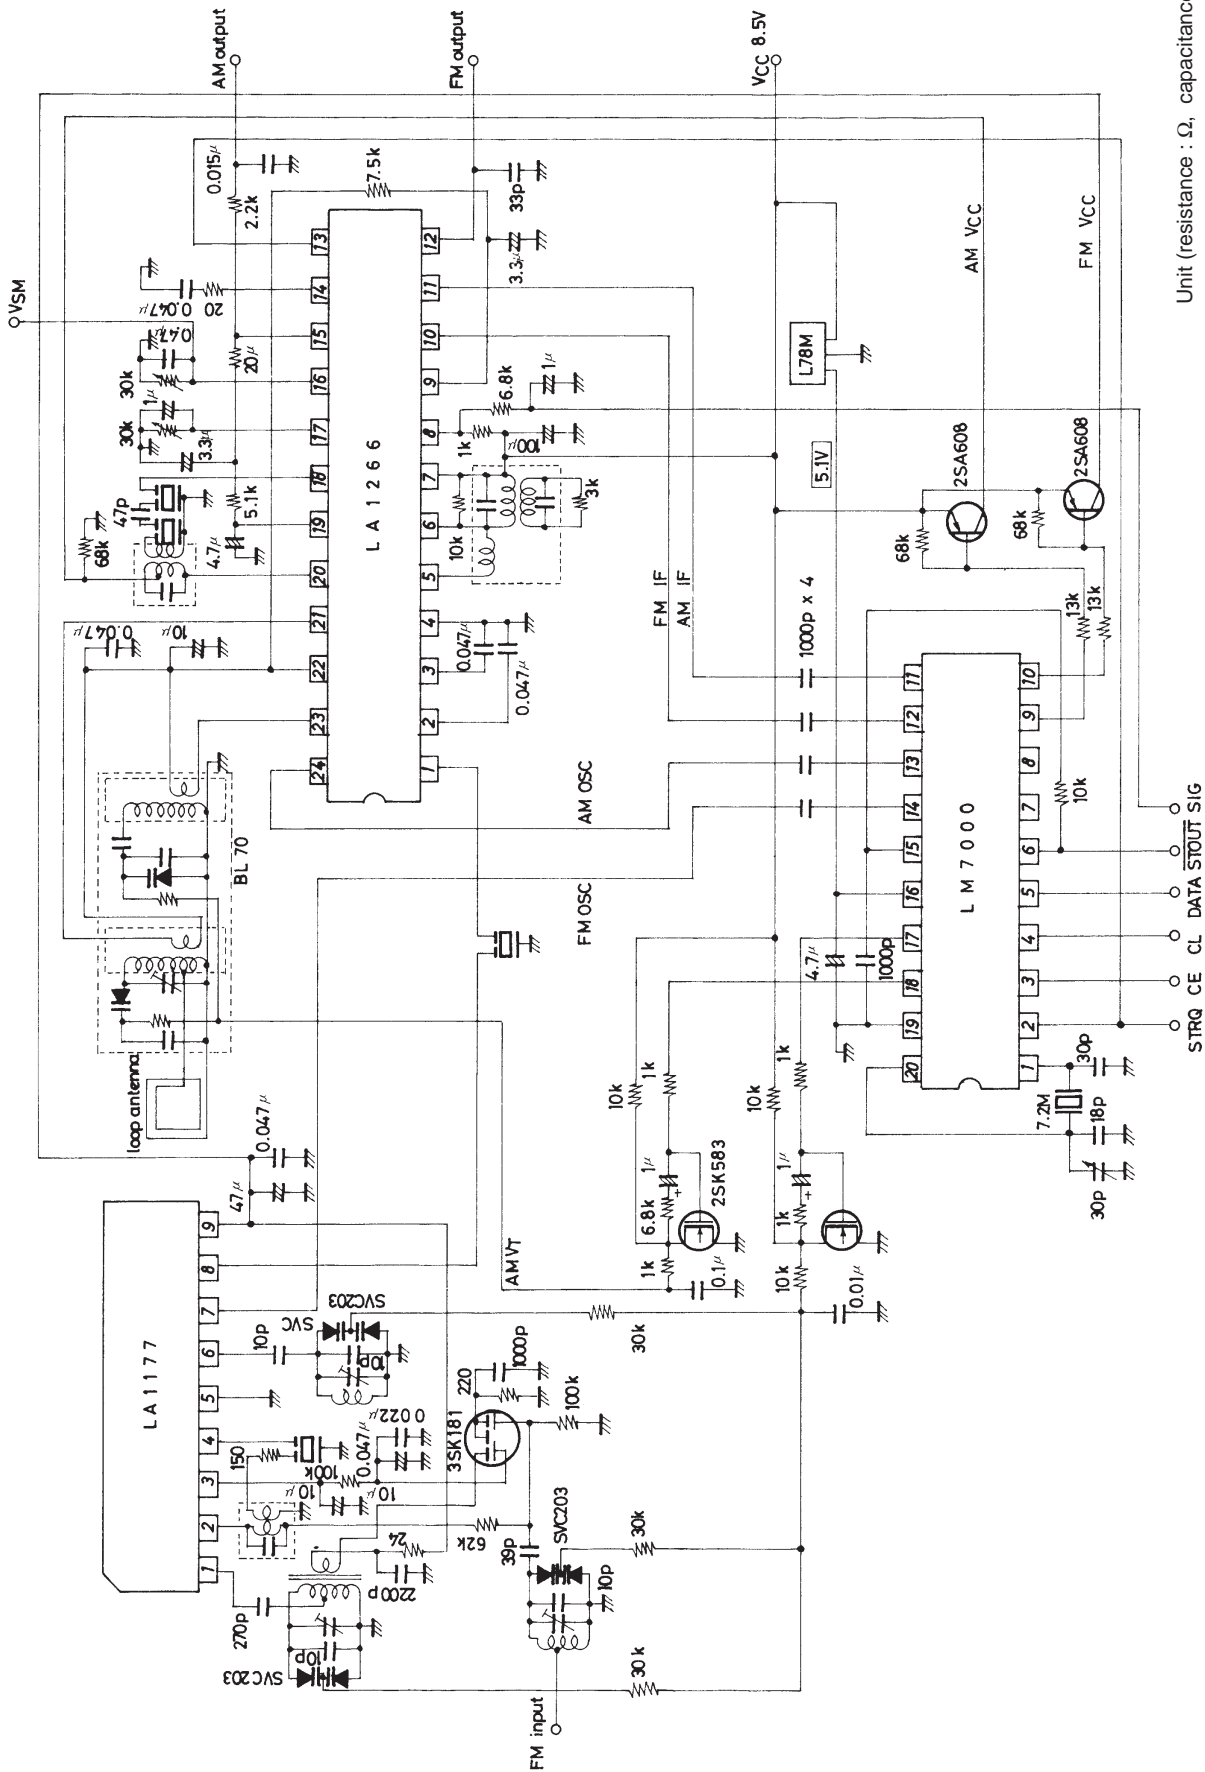 VSM
AM output
FM output
VCC 8.5V
0.015μ
2.2k
7.5k
33p
3.3μ
0.047μ
20
0.47μ
30k
1μ
30k
3.3μ
20μ
47p
5.1k
68k
4.7μ
0.047μ
10μ
13
14
15
16
17
18
19
20
21
22
23
24
LA1266
12
11
10
9
8
7
6
5
4
3
2
1
6.8k
1μ
1k
100μ
10k
3k
0.047μ
0.047μ
BL 70
loop antenna
L78M
5.1V
AM VCC
FM VCC
2SA608
2SA608
68k
68k
13k
13k
FM IF
AM IF
1000p x 4
AM OSC
FM OSC
11
12
13
14
15
16
17
18
19
20
LM7000
10
9
8
7
6
5
4
3
2
1
10k
4.7μ
1000p
SIG
STOUT
DATA
CL
CE
STRQ
7.2M
30p
18p
30p
10k
1k
10k
1k
1μ
+
6.8k
2SK583
1k
0.1μ
1μ
+
1k
10k
0.01μ
AM VT
0.047μ
47μ
LA1177
9
8
7
6
5
4
3
2
1
10p
SVC
SVC203
10p
220
1000p
3SK181
100k
150
100k
0.047μ
0.022μ
10μ
10μ
24
62k
2200p
270p
SVC203
10p
39p
SVC203
10p
30k
30k
30k
FM input
Unit (resistance : Ω, capacitance